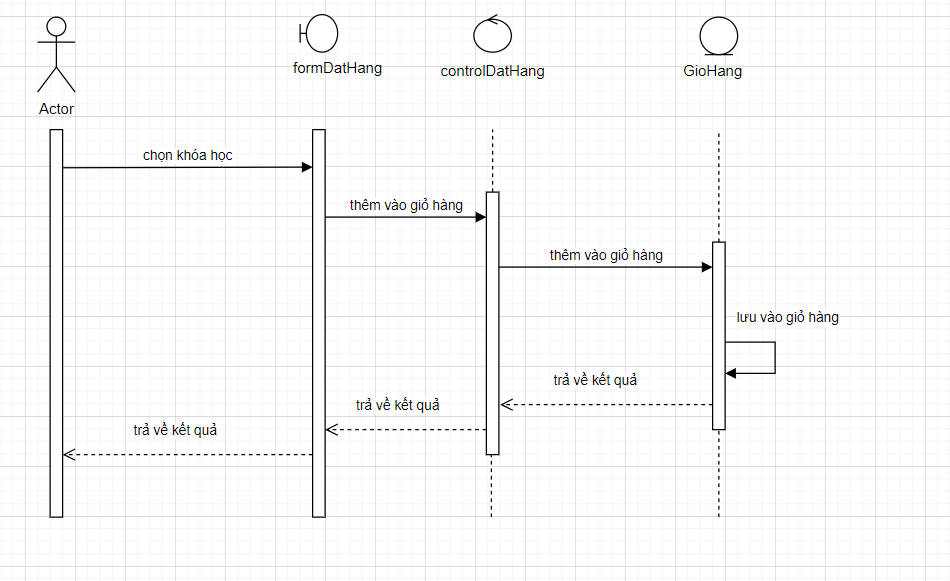 Actor
formDatHang
controlDatHang
GioHang
chọn khóa học
thêm vào giỏ hàng
thêm vào giỏ hàng
lưu vào giỏ hàng
trả về kết quả
trả về kết quả
trả về kết quả